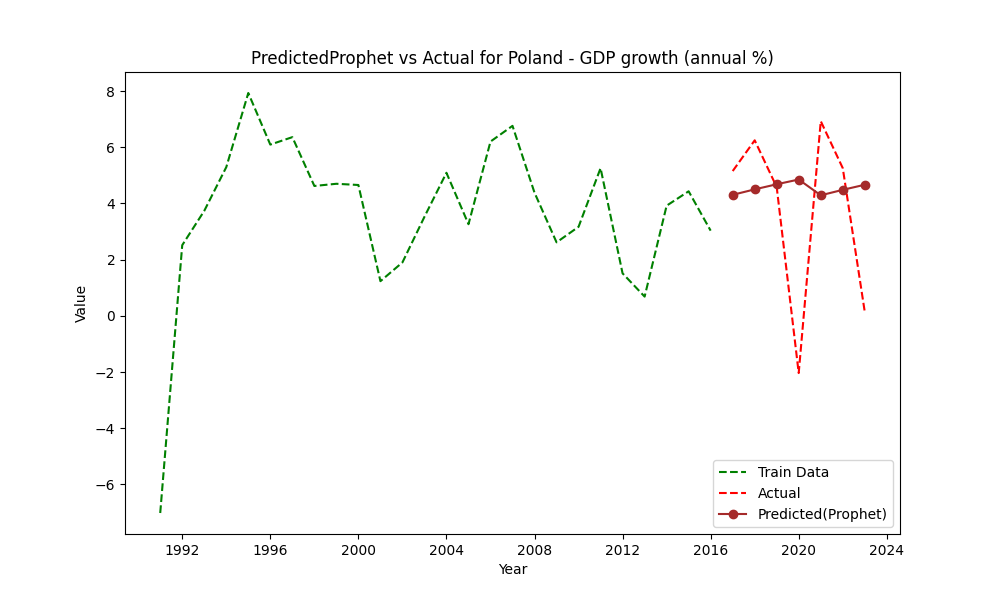 PredictedProphet vs Actual for Poland - GDP growth (annual %)
Value
8
6
4
2
0
−2
−4
−6
1992 1996 2000 2004 2008 2012 2016 2020 2024
Year
Train Data
Actual
Predicted(Prophet)